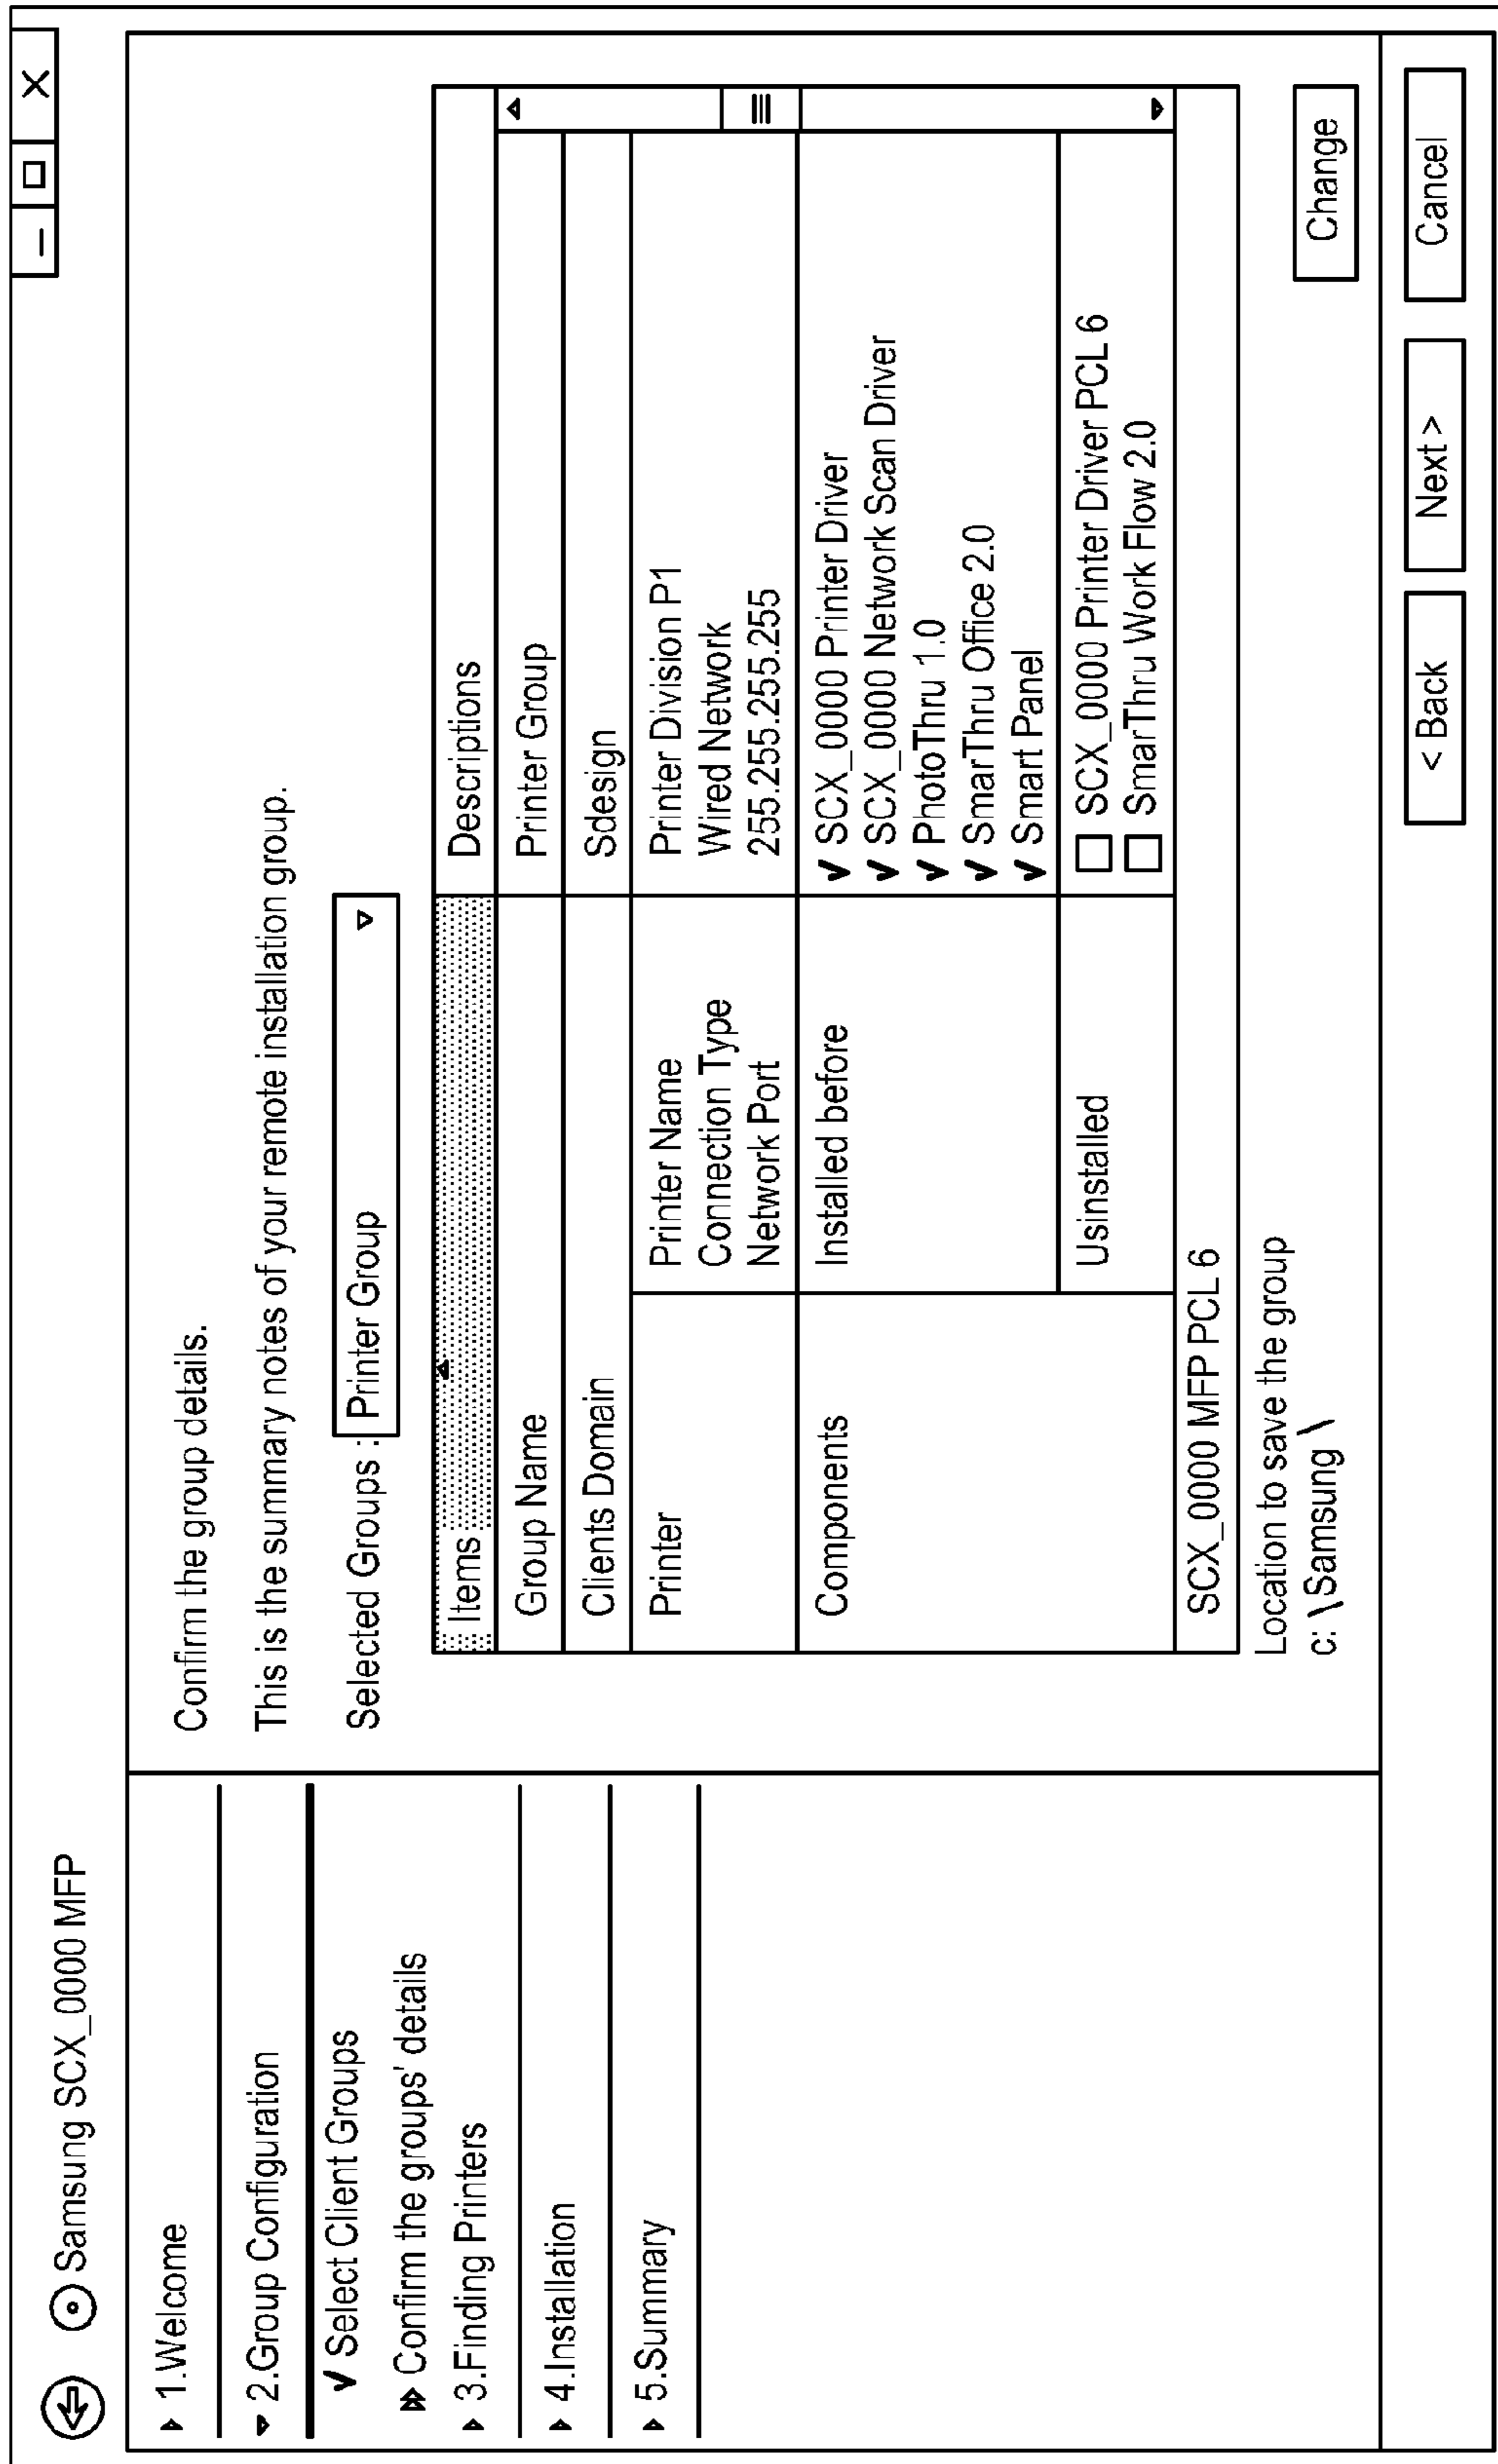 Samsung SCX_0000 MFP
– □ X
1.Welcome
2.Group Configuration
✔ Select Client Groups
Confirm the groups' details
3.Finding Printers
4.Installation
5.Summary
Confirm the group details.
This is the summary notes of your remote installation group.
Selected Groups : Printer Group
Items Descriptions
Group Name Printer Group
Clients Domain Sdesign
Printer Printer Name Printer Division P1
Connection Type Wired Network
Network Port 255.255.255.255
Components Installed before ✔ SCX_0000 Printer Driver
✔ SCX_0000 Network Scan Driver
✔ PhotoThru 1.0
✔ SmarThru Office 2.0
✔ Smart Panel
Usinstalled □ SCX_0000 Printer Driver PCL 6
□ SmarThru Work Flow 2.0
SCX_0000 MFP PCL 6
Location to save the group
c: \Samsung \
Change
< Back Next > Cancel